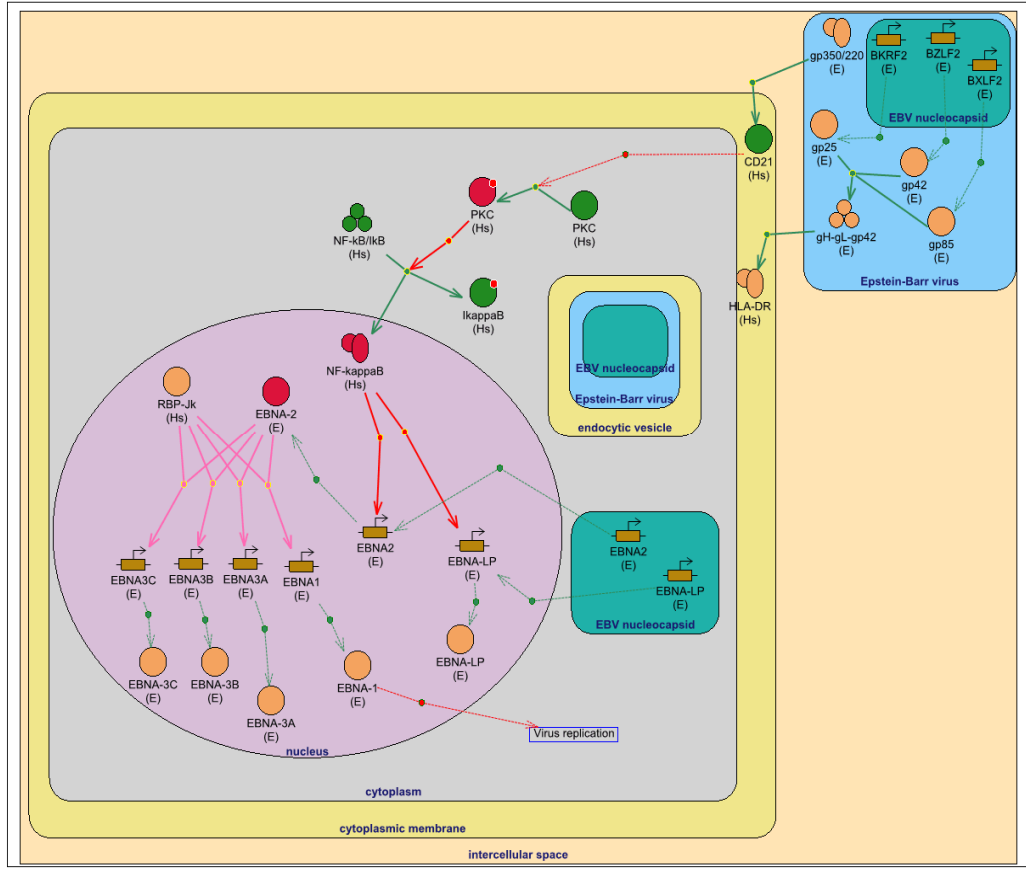 gp350/220
(E)
BKRF2
(E)
BZLF2
(E)
BXLF2
(E)
EBV nucleocapsid
gp25
(E)
gp42
(E)
gH-gL-gp42
(E)
gp85
(E)
Epstein-Barr virus
CD21
(Hs)
HLA-DR
(Hs)
PKC
(Hs)
PKC
(Hs)
NF-kB/IkB
(Hs)
IkappaB
(Hs)
NF-kappaB
(Hs)
EBV nucleocapsid
Epstein-Barr virus
endocytic vesicle
RBP-Jk
(Hs)
EBNA-2
(E)
EBNA2
(E)
EBNA-LP
(E)
EBNA2
(E)
EBNA-LP
(E)
EBV nucleocapsid
EBNA3C
(E)
EBNA3B
(E)
EBNA3A
(E)
EBNA1
(E)
EBNA-3C
(E)
EBNA-3B
(E)
EBNA-3A
(E)
EBNA-1
(E)
EBNA-LP
(E)
Virus replication
nucleus
cytoplasm
cytoplasmic membrane
intercellular space